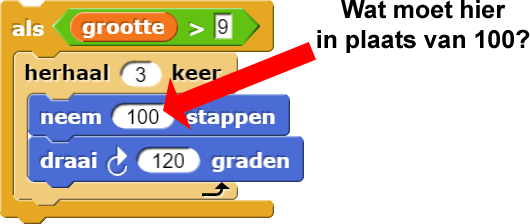 als grootte > 9
herhaal 3 keer
neem 100 stappen
draai 120 graden
Wat moet hier
in plaats van 100?